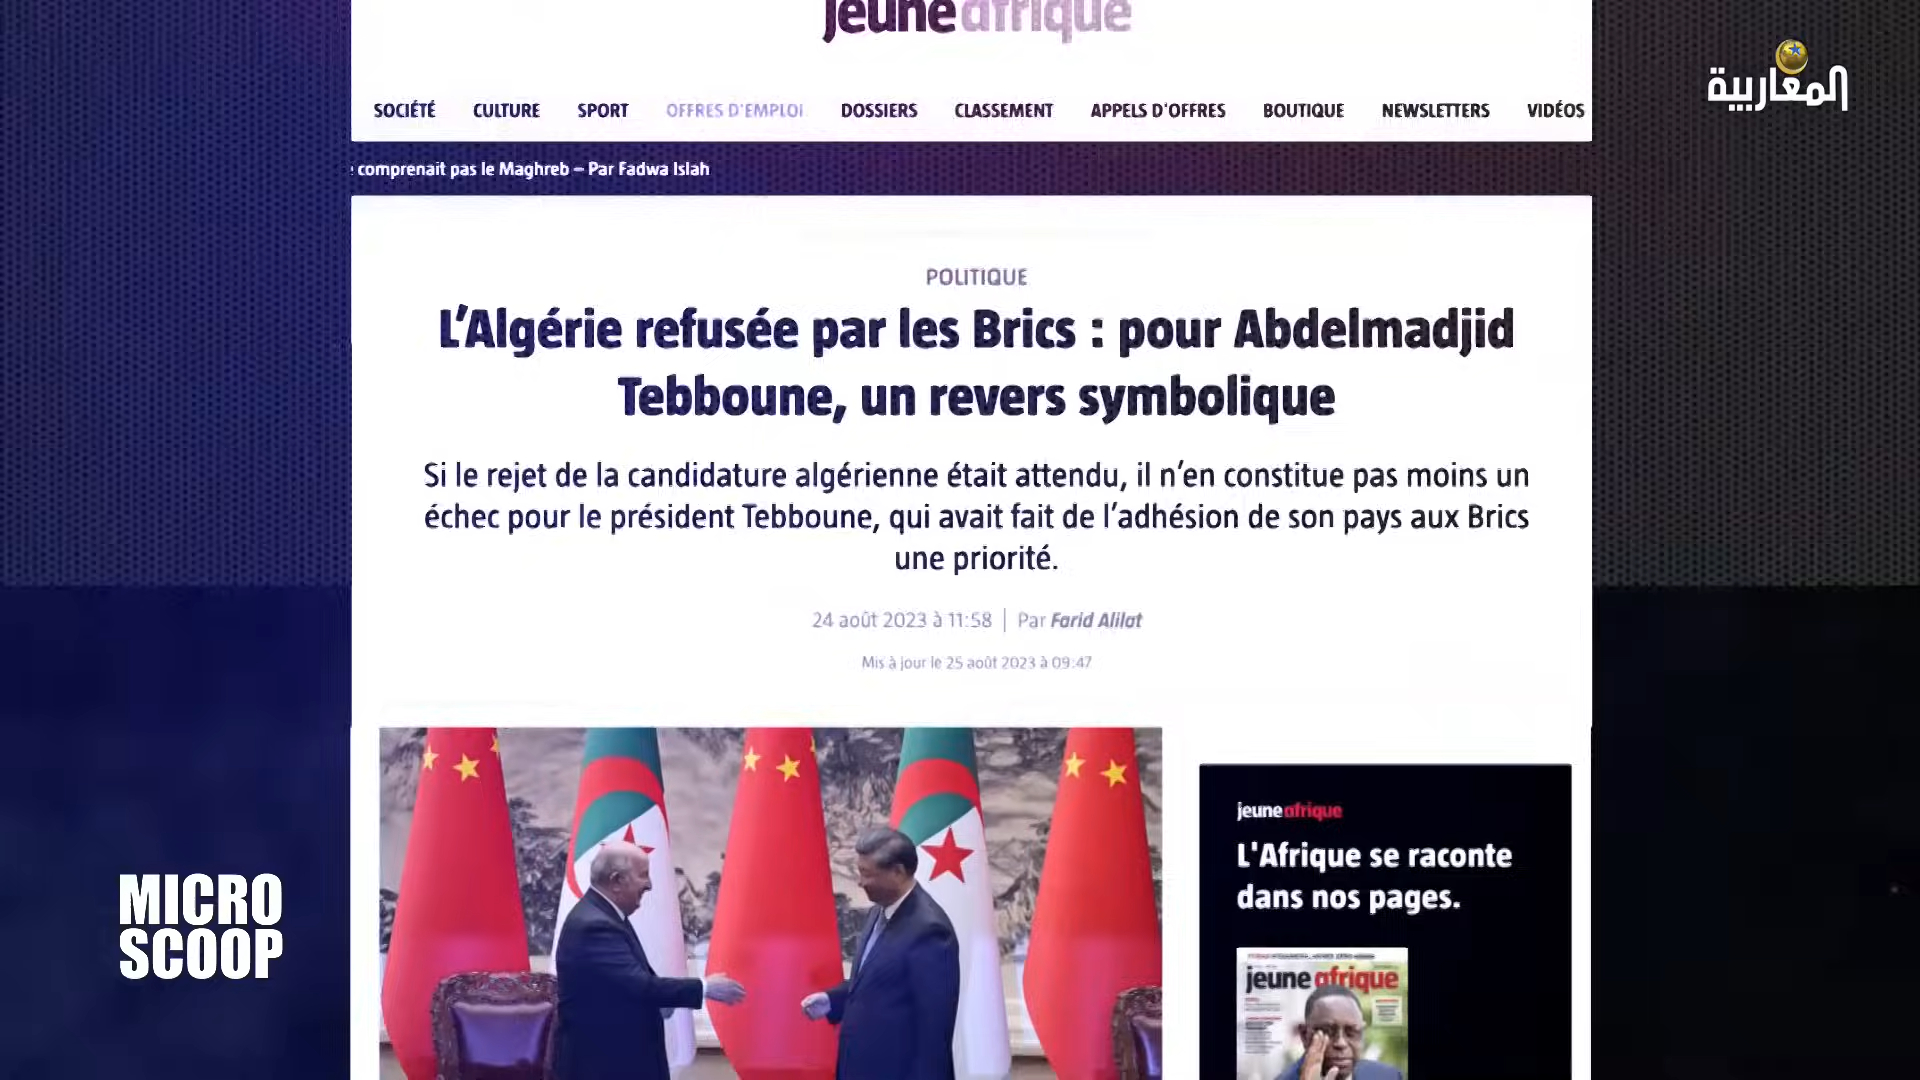 jeune afrique
المغاربية
SOCIÉTÉ CULTURE SPORT OFFRES D'EMPLOI DOSSIERS CLASSEMENT APPELS D'OFFRES BOUTIQUE NEWSLETTERS VIDÉOS
comprenait pas le Maghreb – Par Fadwa Islah
POLITIQUE
L'Algérie refusée par les Brics : pour Abdelmadjid
Tebboune, un revers symbolique
Si le rejet de la candidature algérienne était attendu, il n'en constitue pas moins un
échec pour le président Tebboune, qui avait fait de l'adhésion de son pays aux Brics
une priorité.
24 août 2023 à 11:58 | Par Farid Alilat
Mis à jour le 25 août 2023 à 09:47
jeune afrique
L'Afrique se raconte
dans nos pages.
jeune afrique
MICRO
SCOOP